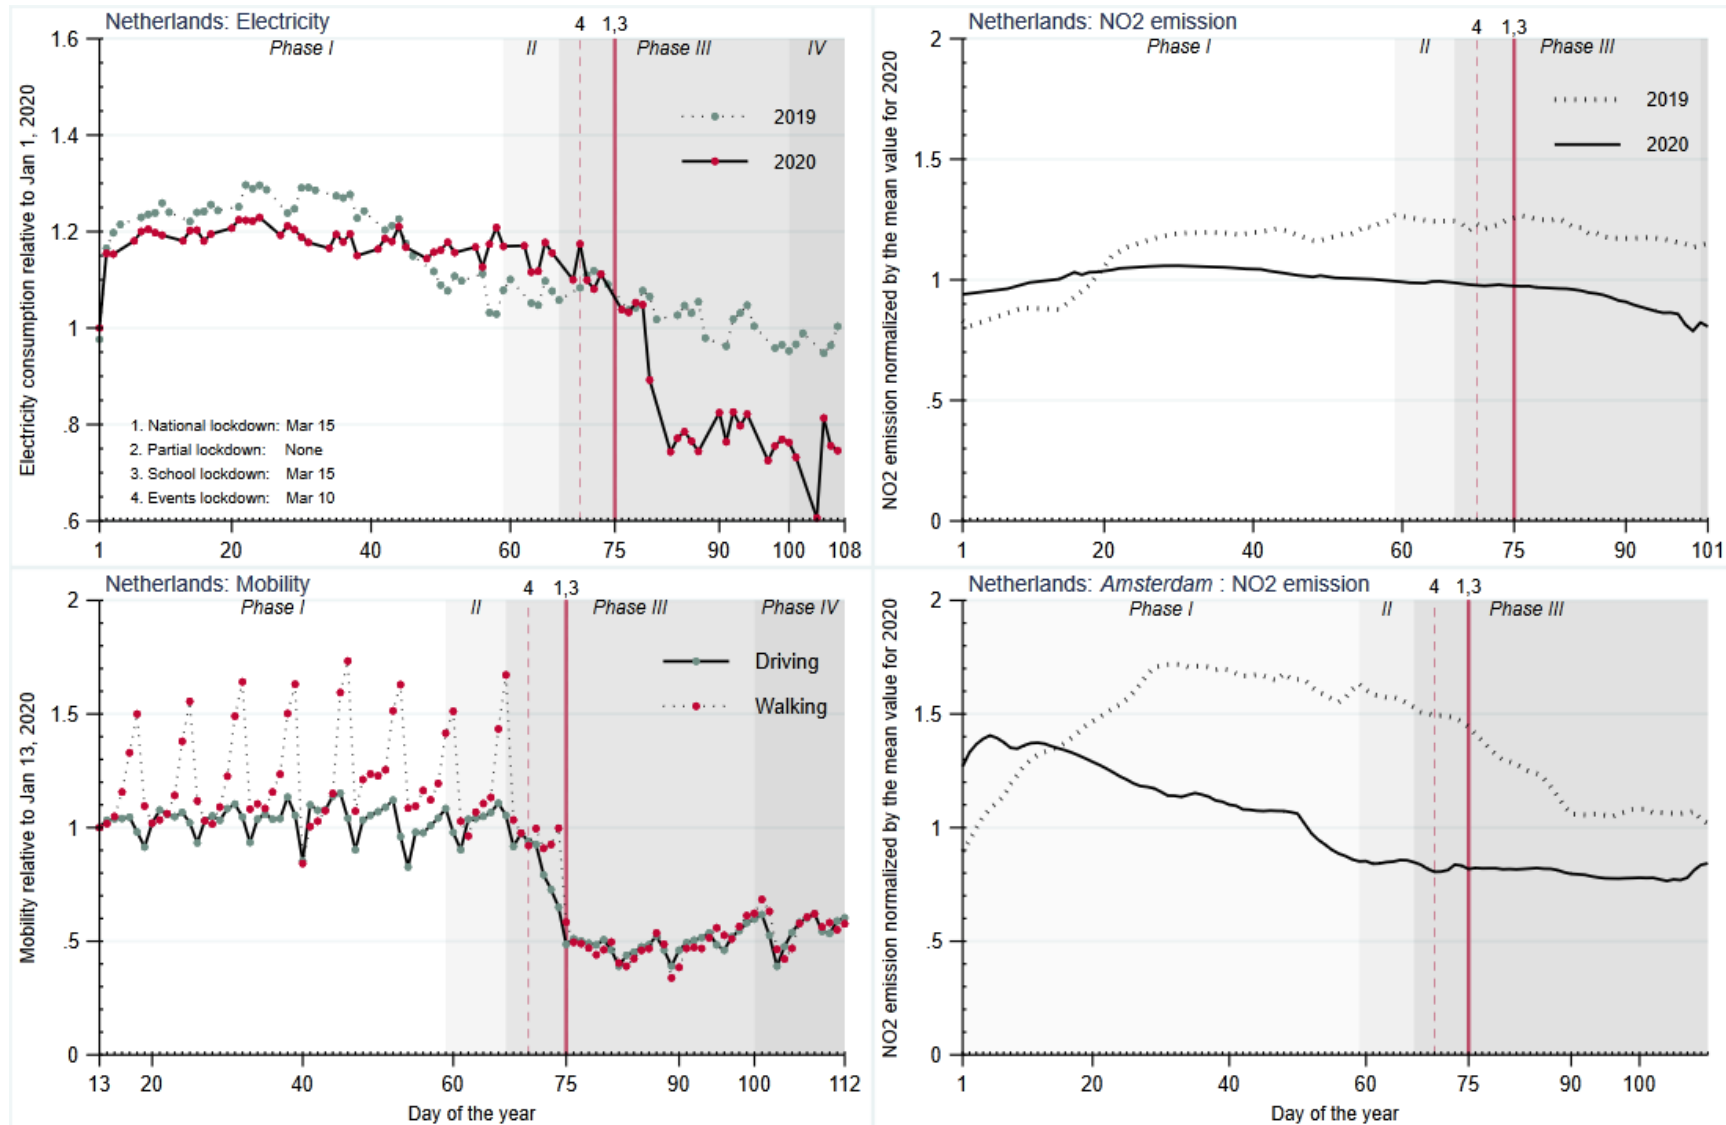 Netherlands: Electricity
4 1,3
Phase I II Phase III IV
1.6
1.4
1.2
1
.8
.6
Electricity consumption relative to Jan 1, 2020
2019
2020
1. National lockdown: Mar 15
2. Partial lockdown: None
3. School lockdown: Mar 15
4. Events lockdown: Mar 10
1 20 40 60 75 90 100 108
Netherlands: NO2 emission
4 1,3
Phase I II Phase III
2
1.5
1
.5
0
NO2 emission normalized by the mean value for 2020
2019
2020
1 20 40 60 75 90 101
Netherlands: Mobility
4 1,3
Phase I II Phase III Phase IV
2
1.5
1
.5
0
Mobility relative to Jan 13, 2020
Driving
Walking
13 20 40 60 75 90 100 112
Day of the year
Netherlands: Amsterdam : NO2 emission
4 1,3
Phase I II Phase III
2
1.5
1
.5
0
NO2 emission normalized by the mean value for 2020
1 20 40 60 75 90 100
Day of the year